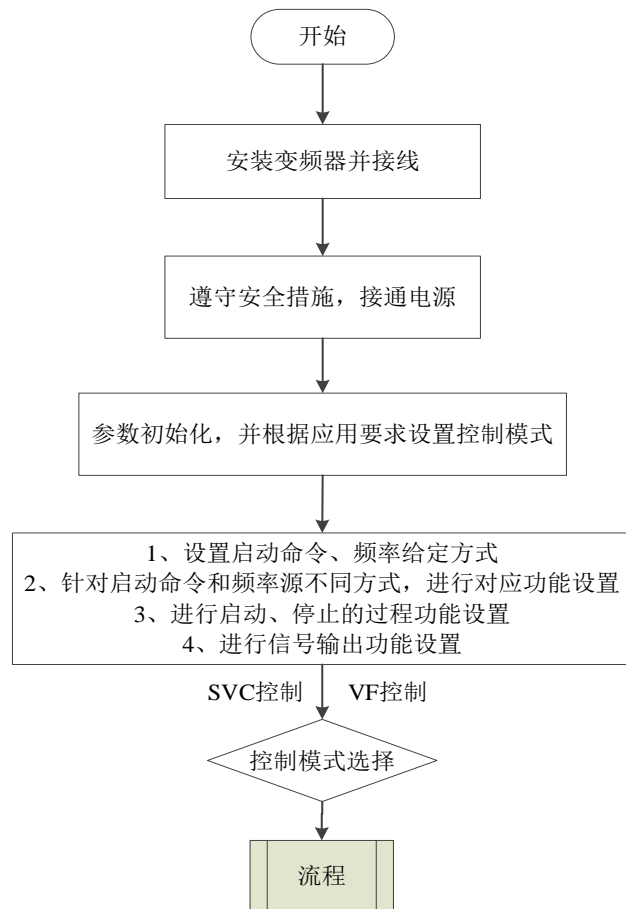 开始
安装变频器并接线
遵守安全措施，接通电源
参数初始化，并根据应用要求设置控制模式
1、设置启动命令、频率给定方式
2、针对启动命令和频率源不同方式，进行对应功能设置
3、进行启动、停止的过程功能设置
4、进行信号输出功能设置
SVC控制 VF控制
控制模式选择
流程